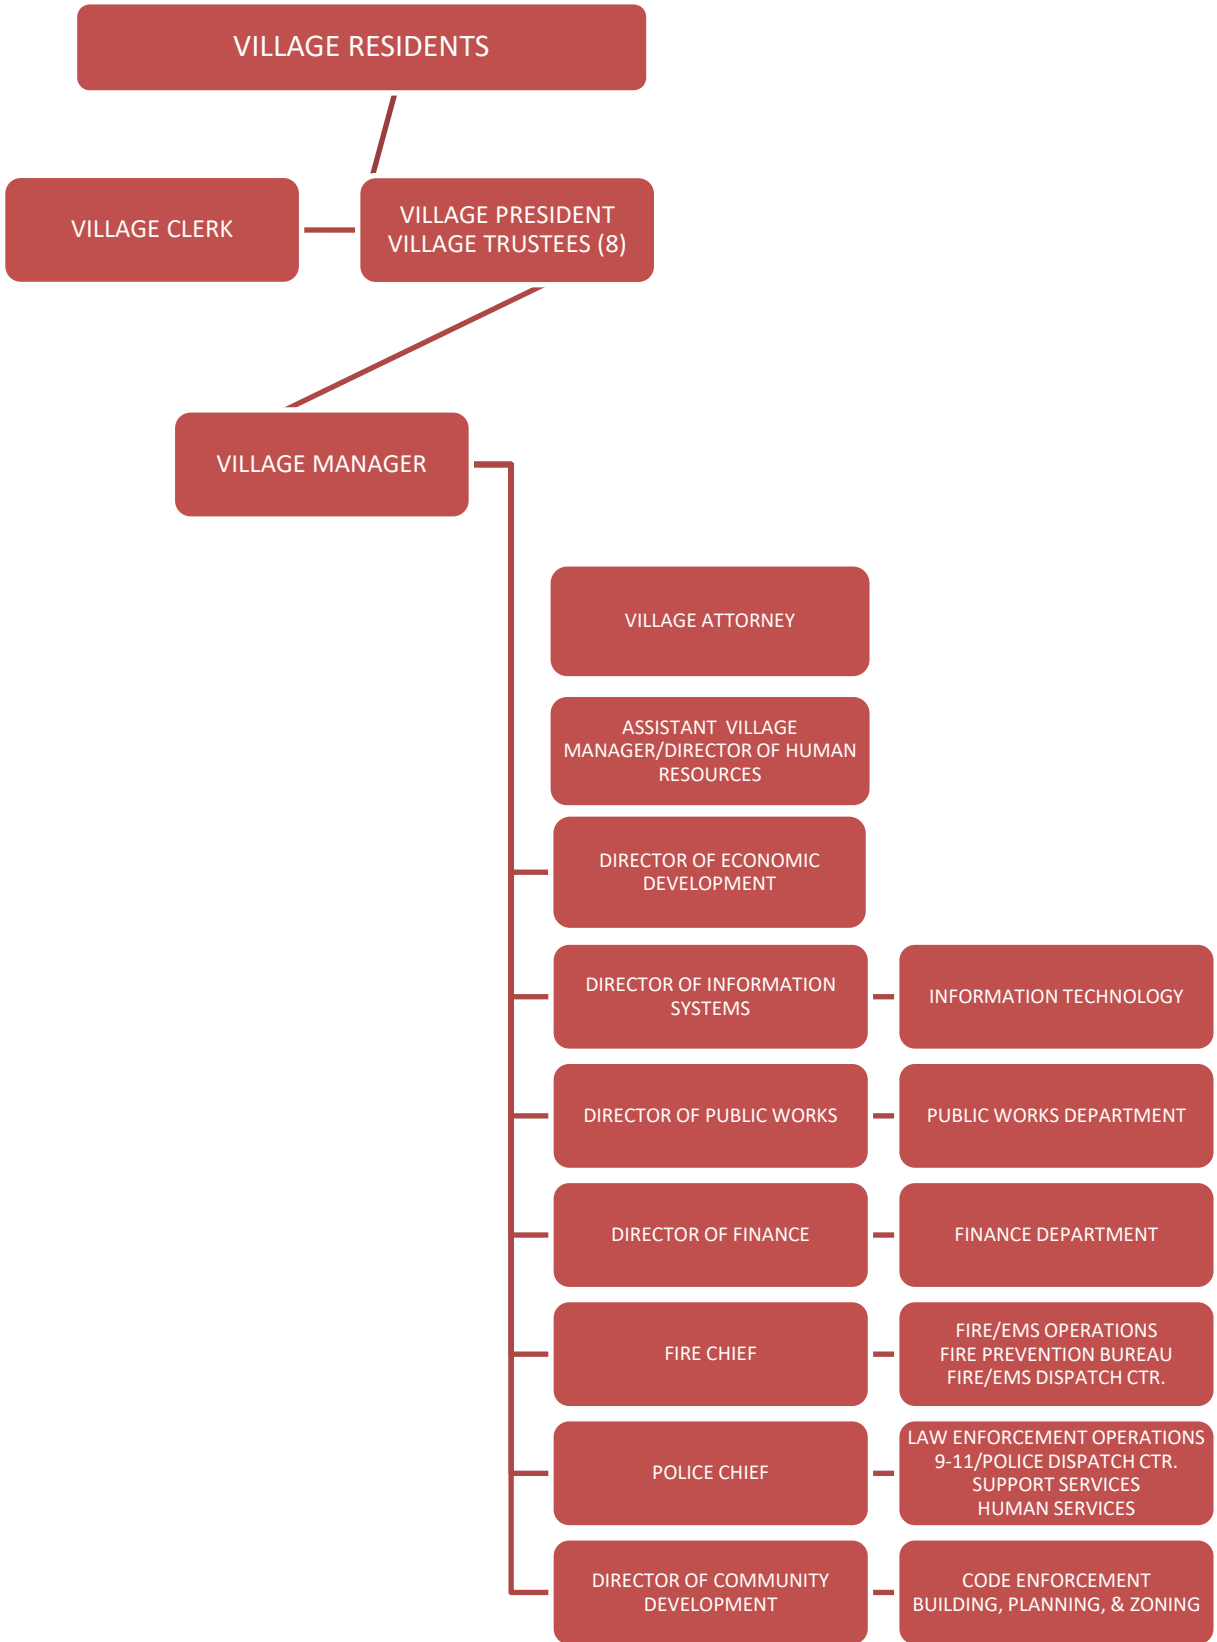 VILLAGE RESIDENTS
VILLAGE CLERK
VILLAGE PRESIDENT
VILLAGE TRUSTEES (8)
VILLAGE MANAGER
VILLAGE ATTORNEY
ASSISTANT VILLAGE
MANAGER/DIRECTOR OF HUMAN
RESOURCES
DIRECTOR OF ECONOMIC
DEVELOPMENT
DIRECTOR OF INFORMATION
SYSTEMS
INFORMATION TECHNOLOGY
DIRECTOR OF PUBLIC WORKS
PUBLIC WORKS DEPARTMENT
DIRECTOR OF FINANCE
FINANCE DEPARTMENT
FIRE CHIEF
FIRE/EMS OPERATIONS
FIRE PREVENTION BUREAU
FIRE/EMS DISPATCH CTR.
POLICE CHIEF
LAW ENFORCEMENT OPERATIONS
9-11/POLICE DISPATCH CTR.
SUPPORT SERVICES
HUMAN SERVICES
DIRECTOR OF COMMUNITY
DEVELOPMENT
CODE ENFORCEMENT
BUILDING, PLANNING, & ZONING